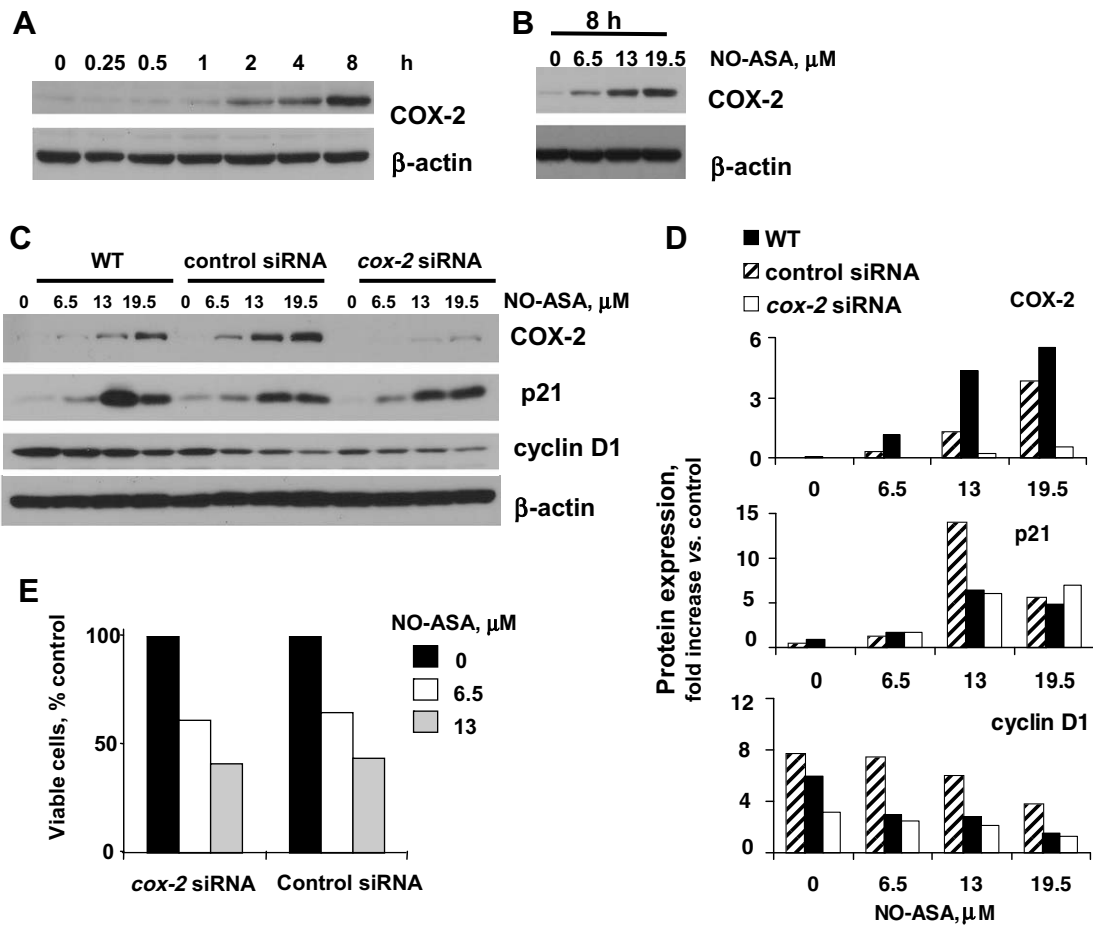 A
0 0.25 0.5 1 2 4 8 h
COX-2
β-actin
B
8 h
0 6.5 13 19.5 NO-ASA, μM
COX-2
β-actin
C
WT control siRNA cox-2 siRNA
0 6.5 13 19.5 0 6.5 13 19.5 0 6.5 13 19.5 NO-ASA, μM
COX-2
p21
cyclin D1
β-actin
D
WT
control siRNA
cox-2 siRNA
COX-2
Protein expression,
fold increase vs. control
6
3
0
0 6.5 13 19.5
p21
15
10
5
0
0 6.5 13 19.5
cyclin D1
12
8
4
0
0 6.5 13 19.5
NO-ASA, μM
E
Viable cells, % control
100
50
0
cox-2 siRNA Control siRNA
NO-ASA, μM
0
6.5
13